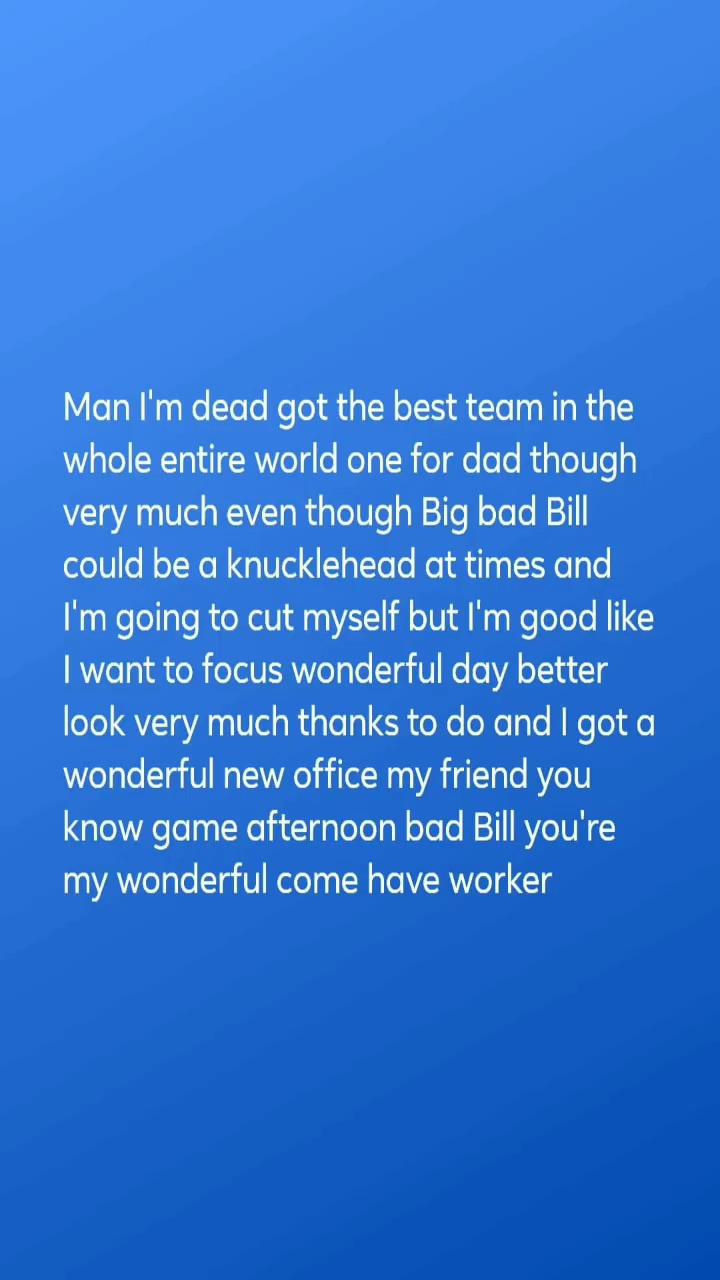 Man I'm dead got the best team in the
whole entire world one for dad though
very much even though Big bad Bill
could be a knucklehead at times and
I'm going to cut myself but I'm good like
I want to focus wonderful day better
look very much thanks to do and I got a
wonderful new office my friend you
know game afternoon bad Bill you're
my wonderful come have worker